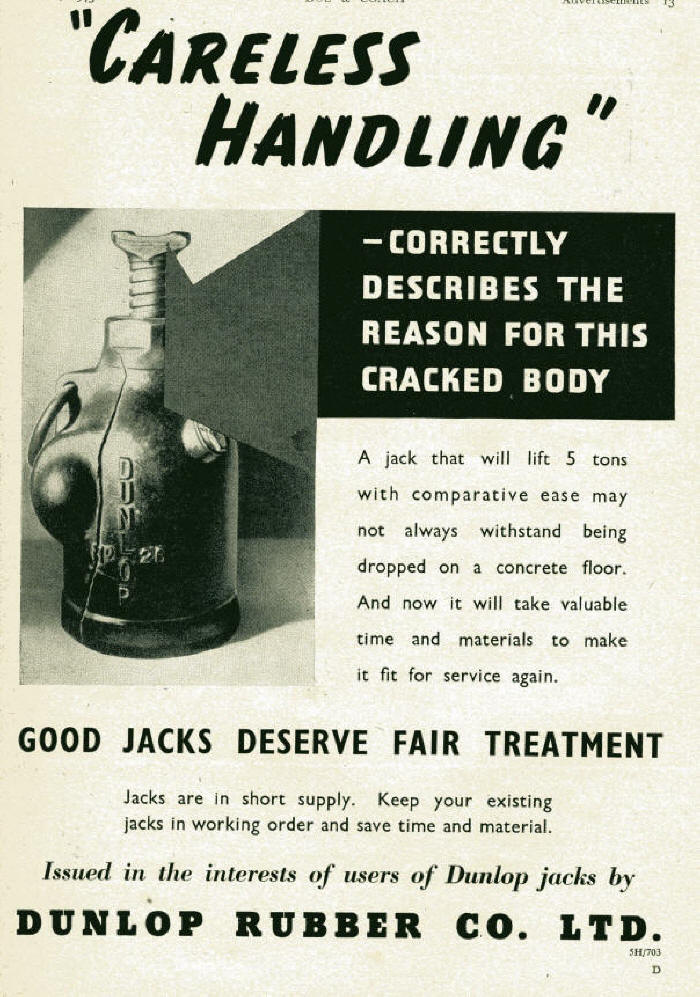 Advertisements 13
"CARELESS
HANDLING"
—CORRECTLY
DESCRIBES THE
REASON FOR THIS
CRACKED BODY
DUNLOP
A jack that will lift 5 tons
with comparative ease may
not always withstand being
dropped on a concrete floor.
And now it will take valuable
time and materials to make
it fit for service again.
GOOD JACKS DESERVE FAIR TREATMENT
Jacks are in short supply. Keep your existing
jacks in working order and save time and material.
Issued in the interests of users of Dunlop jacks by
DUNLOP RUBBER CO. LTD.
5H/703
D